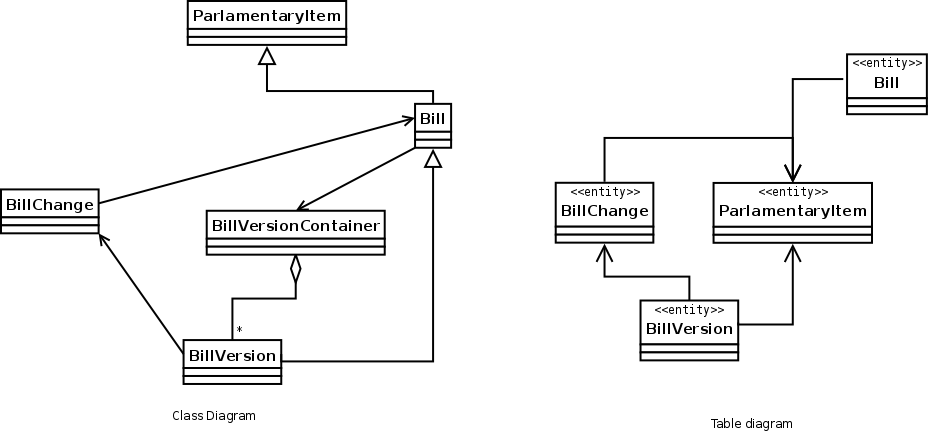 ParlamentaryItem
Bill
BillChange
BillVersionContainer
*
BillVersion
Class Diagram
<<entity>>
Bill
<<entity>>
BillChange
<<entity>>
ParlamentaryItem
<<entity>>
BillVersion
Table diagram